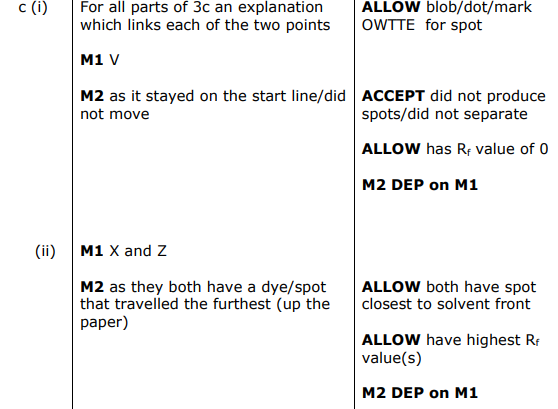 c (i)
For all parts of 3c an explanation
which links each of the two points
ALLOW blob/dot/mark
OWTTE for spot
M1 V
M2 as it stayed on the start line/did
not move
ACCEPT did not produce
spots/did not separate
ALLOW has Rf value of 0
M2 DEP on M1
(ii)
M1 X and Z
M2 as they both have a dye/spot
that travelled the furthest (up the
paper)
ALLOW both have spot
closest to solvent front
ALLOW have highest Rf
value(s)
M2 DEP on M1